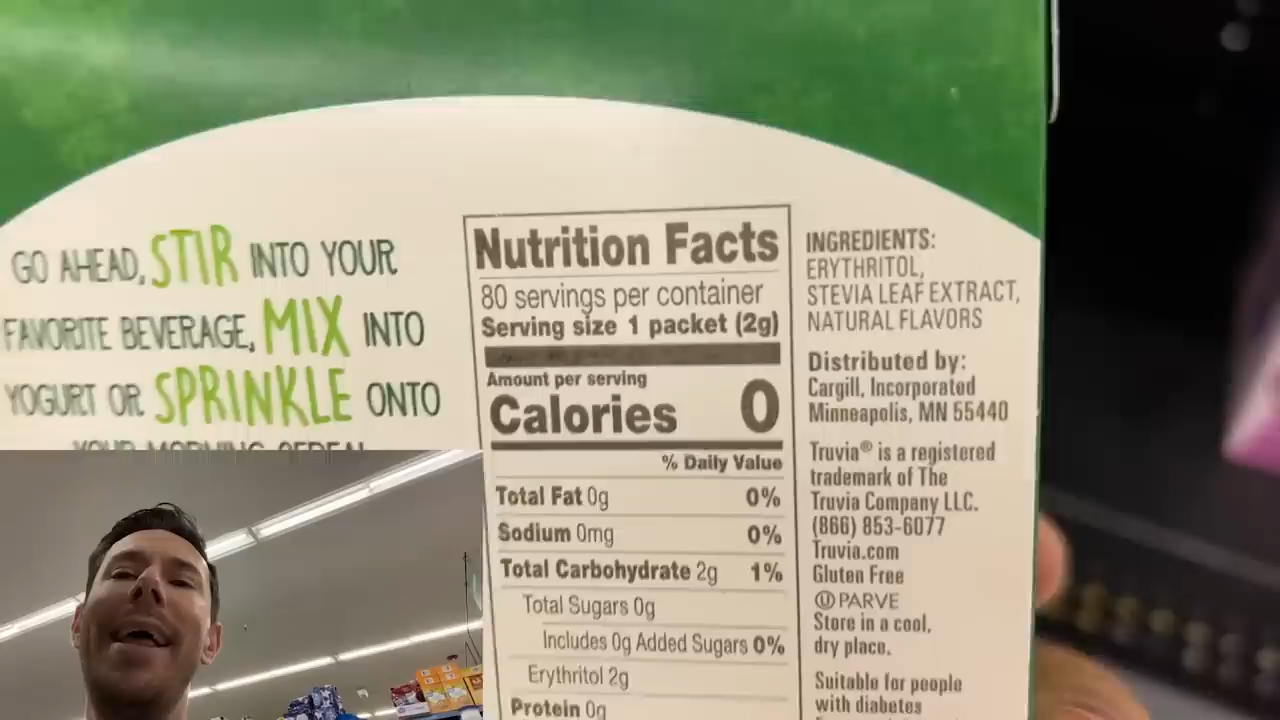 GO AHEAD, STIR INTO YOUR
FAVORITE BEVERAGE, MIX INTO
YOGURT OR SPRINKLE ONTO
YOUR MORNING CEREAL
Nutrition Facts
80 servings per container
Serving size 1 packet (2g)
Amount per serving
Calories 0
% Daily Value
Total Fat 0g 0%
Sodium 0mg 0%
Total Carbohydrate 2g 1%
Total Sugars 0g
Includes 0g Added Sugars 0%
Erythritol 2g
Protein 0g
INGREDIENTS:
ERYTHRITOL,
STEVIA LEAF EXTRACT,
NATURAL FLAVORS
Distributed by:
Cargill, Incorporated
Minneapolis, MN 55440
Truvia® is a registered
trademark of The
Truvia Company LLC.
(866) 853-6077
Truvia.com
Gluten Free
Ⓤ PARVE
Store in a cool,
dry place.
Suitable for people
with diabetes